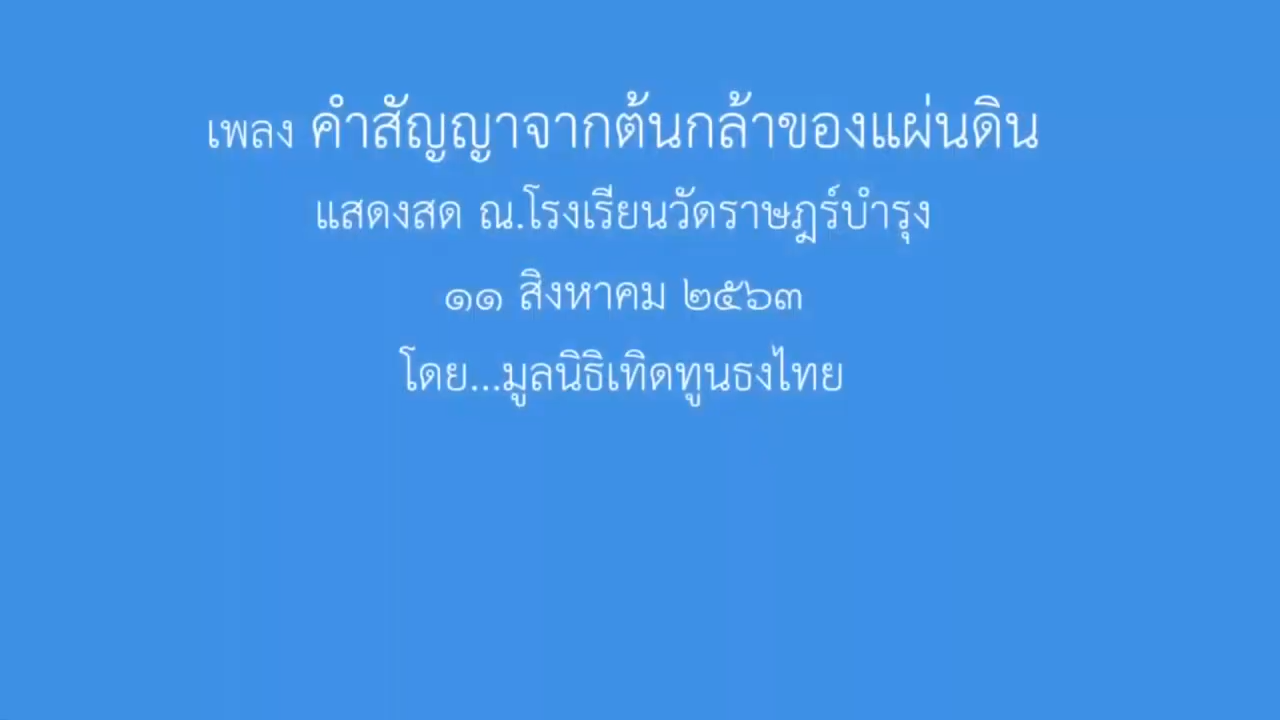 เพลง คำสัญญาจากต้นกล้าของแผ่นดิน
แสดงสด ณ.โรงเรียนวัดราษฎร์บำรุง
๑๑ สิงหาคม ๒๕๖๓
โดย...มูลนิธิเทิดทูนธงไทย